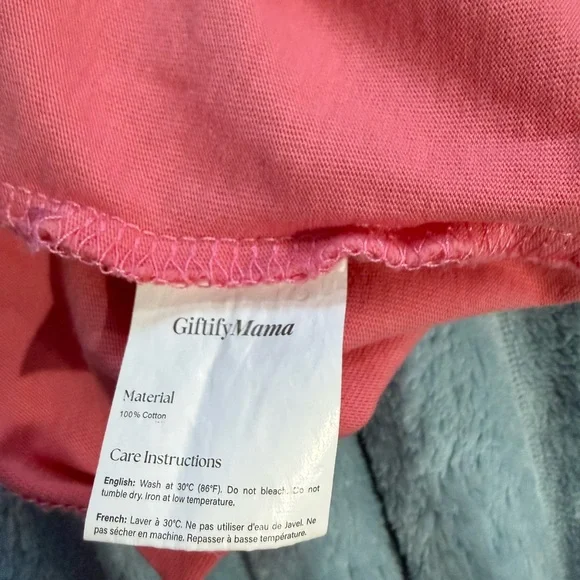 GiftifyMama
Material
100% Cotton
Care Instructions
English: Wash at 30°C (86°F). Do not bleach. Do not
tumble dry. Iron at low temperature.
French: Laver à 30°C. Ne pas utiliser d'eau de Javel. Ne
pas sécher en machine. Repasser à basse température.